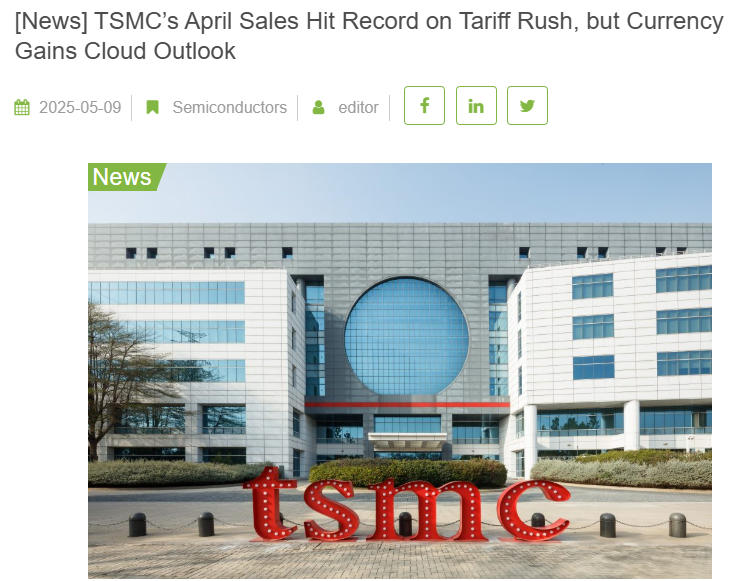 [News] TSMC’s April Sales Hit Record on Tariff Rush, but Currency
Gains Cloud Outlook
2025-05-09
Semiconductors
editor
f
in
News
tsmc